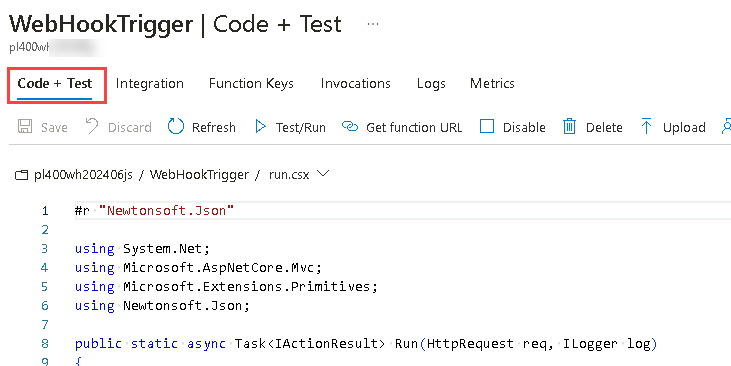 WebHookTrigger | Code + Test ...
pl400wh
Code + Test Integration Function Keys Invocations Logs Metrics
Save Discard Refresh Test/Run Get function URL Disable Delete Upload
pl400wh202406js / WebHookTrigger / run.csx
1 #r "Newtonsoft.Json"
2
3 using System.Net;
4 using Microsoft.AspNetCore.Mvc;
5 using Microsoft.Extensions.Primitives;
6 using Newtonsoft.Json;
7
8 public static async Task<IActionResult> Run(HttpRequest req, ILogger log)
9 {